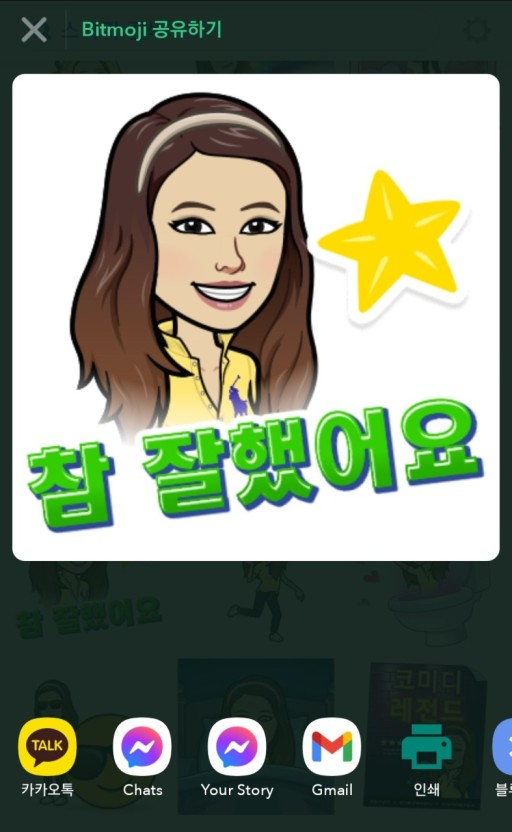 Bitmoji 공유하기
참 잘했어요
참 잘했어요
코미디
레전드
TALK
카카오톡
Chats
Your Story
Gmail
인쇄